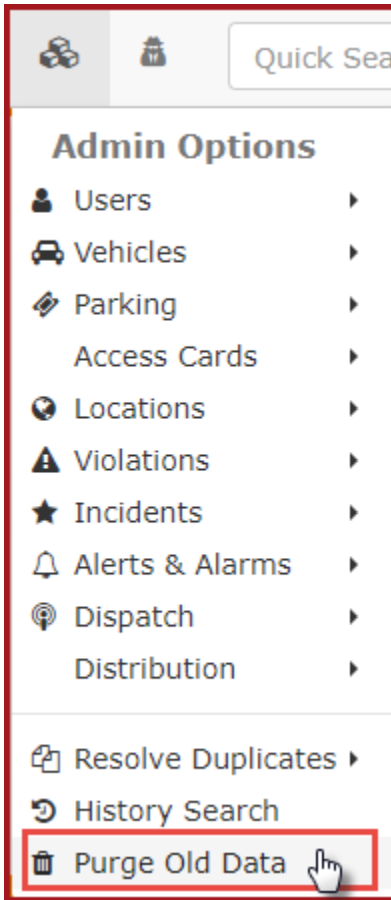 Quick Sea
Admin Options
Users
Vehicles
Parking
Access Cards
Locations
Violations
Incidents
Alerts & Alarms
Dispatch
Distribution
Resolve Duplicates
History Search
Purge Old Data